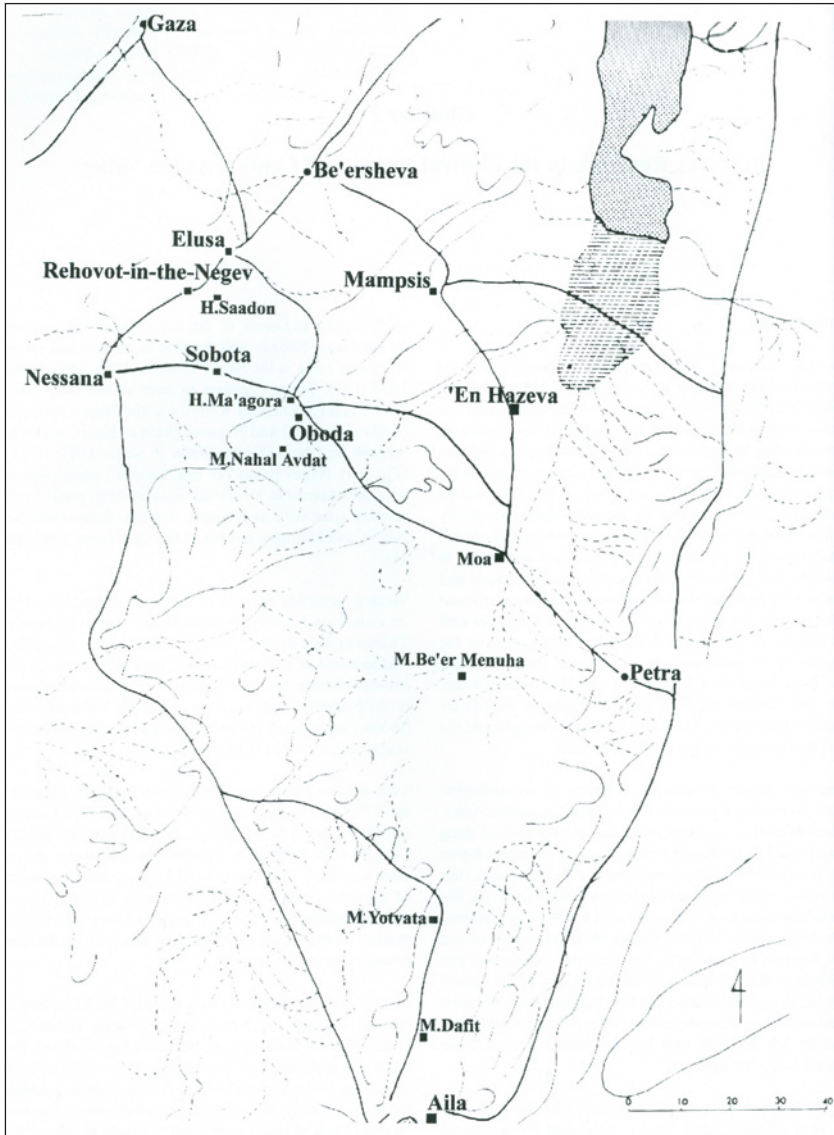 Gaza
Be'ersheva
Elusa
Rehovot-in-the-Negev
Mampsis
H.Saadon
Sobota
Nessana
H.Ma'agora
'En Hazeva
Oboda
M.Nahal Avdat
Moa
M.Be'er Menuha
Petra
M.Yotvata
M.Dafit
Aila
0 10 20 30 40